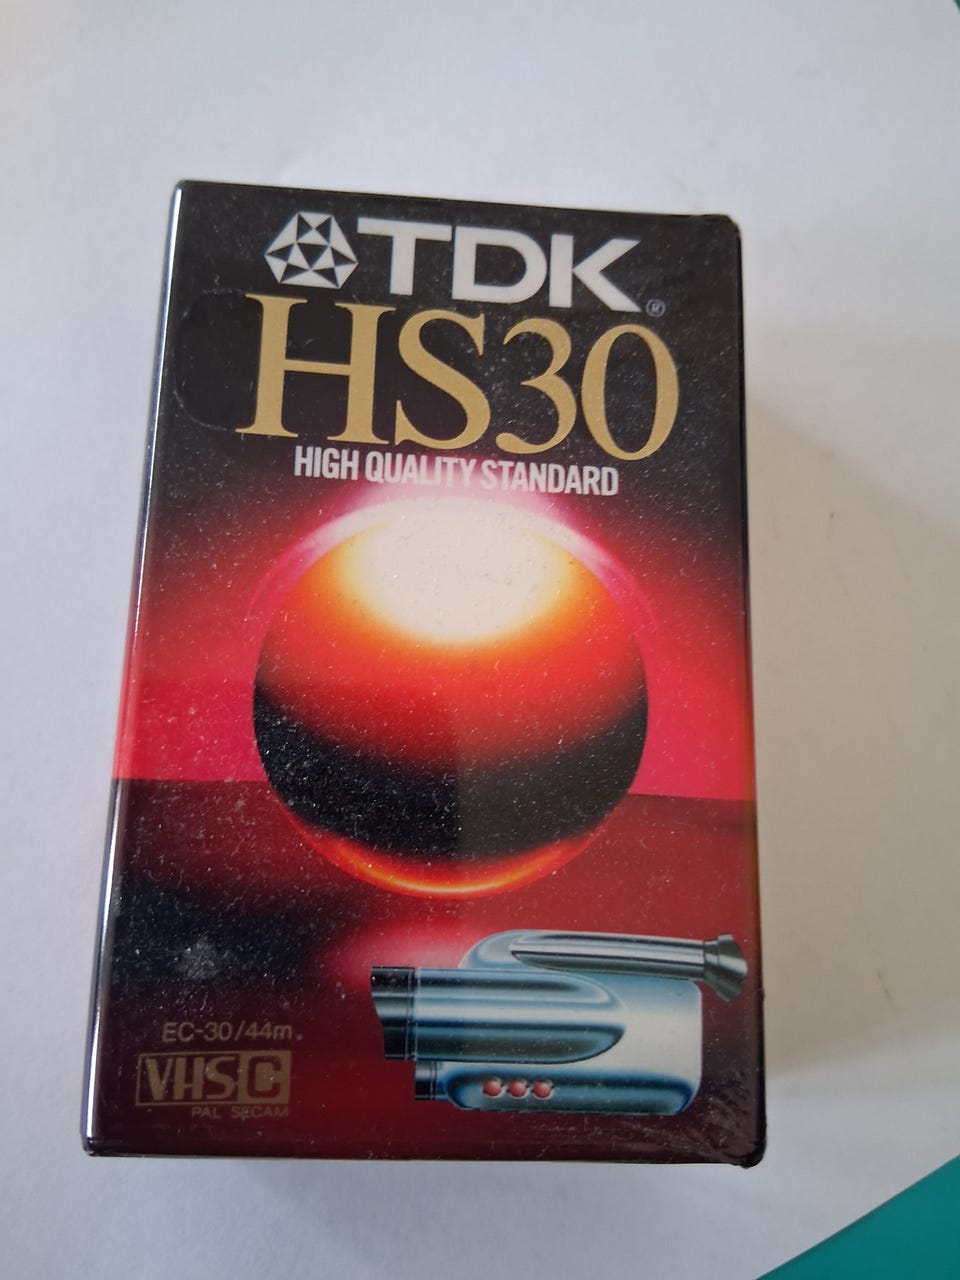 TDK®
HS30
HIGH QUALITY STANDARD
EC-30/44m.
VHS-C
PAL SECAM